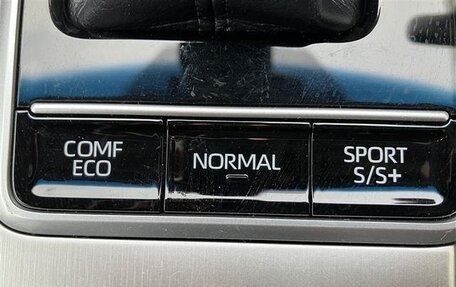 COMF
ECO
NORMAL
SPORT
S/S+